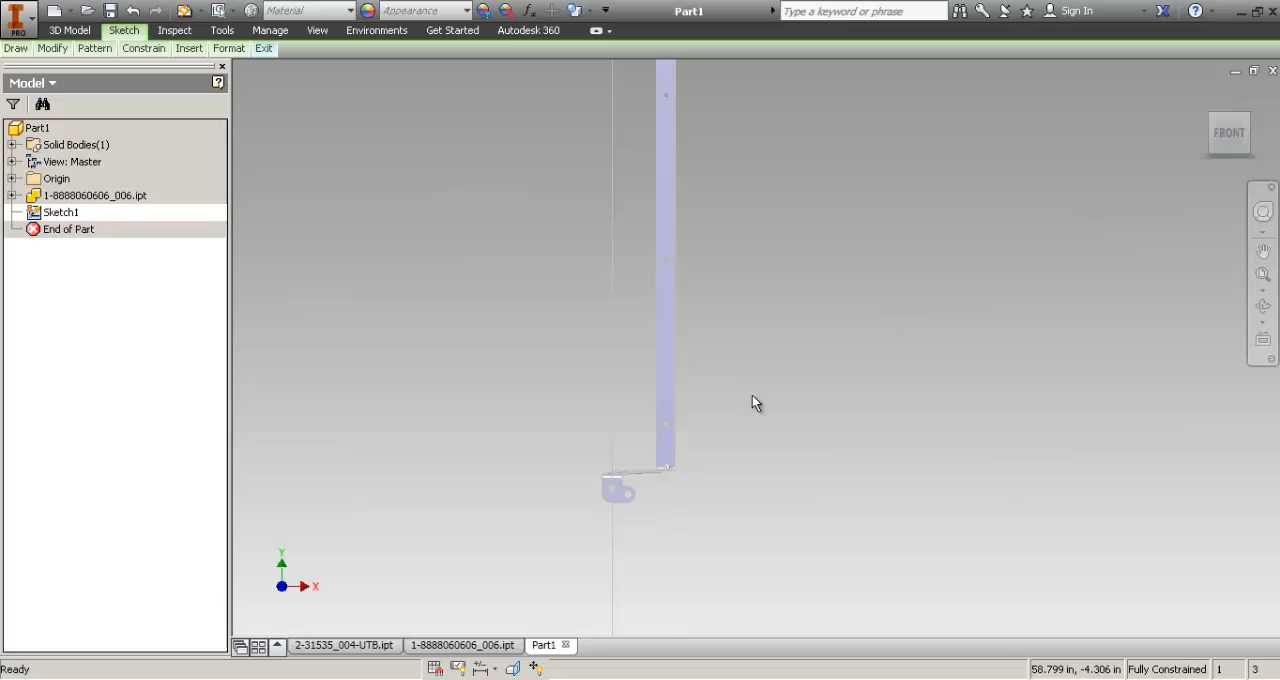 Material Appearance fx Part1 Type a keyword or phrase Sign In
PRO 3D Model Sketch Inspect Tools Manage View Environments Get Started Autodesk 360
Draw Modify Pattern Constrain Insert Format Exit
Model
Part1
Solid Bodies(1)
View: Master
Origin
1-8888060606_006.ipt
Sketch1
End of Part
FRONT
Y
X
2-31535_004-UTB.ipt 1-8888060606_006.ipt Part1
Ready 58.799 in, -4.306 in Fully Constrained 1 3